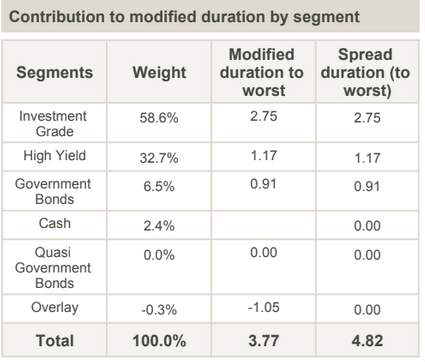 Contribution to modified duration by segment
Segments Weight Modified duration to worst Spread duration (to worst)
Investment Grade 58.6% 2.75 2.75
High Yield 32.7% 1.17 1.17
Government Bonds 6.5% 0.91 0.91
Cash 2.4% 0.00
Quasi Government Bonds 0.0% 0.00 0.00
Overlay -0.3% -1.05 0.00
Total 100.0% 3.77 4.82